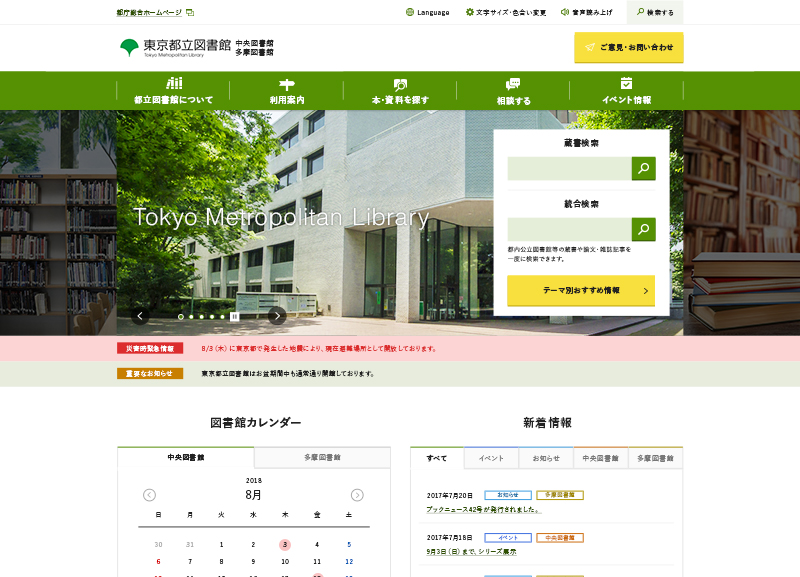 都庁総合ホームページ
Language 文字サイズ・色合い変更 音声読み上げ 検索する
東京都立図書館 中央図書館
多摩図書館
Tokyo Metropolitan Library
ご意見・お問い合わせ
都立図書館について 利用案内 本・資料を探す 相談する イベント情報
Tokyo Metropolitan Library
蔵書検索
統合検索
都内公立図書館等の蔵書や論文・雑誌記事を
一度に検索できます。
テーマ別おすすめ情報
災害時緊急情報 8/3（木）に東京都で発生した地震により、現在避難場所として開放しております。
重要なお知らせ 東京都立図書館はお盆期間中も通常通り開館しております。
図書館カレンダー
中央図書館 多摩図書館
2018
8月
日 月 火 水 木 金 土
30 31 1 2 3 4 5
6 7 8 9 10 11 12
新着情報
すべて イベント お知らせ 中央図書館 多摩図書館
2017年7月20日 お知らせ 多摩図書館
ブックニュース42号が発行されました。
2017年7月18日 イベント 中央図書館
9月3日（日）まで、シリーズ展示